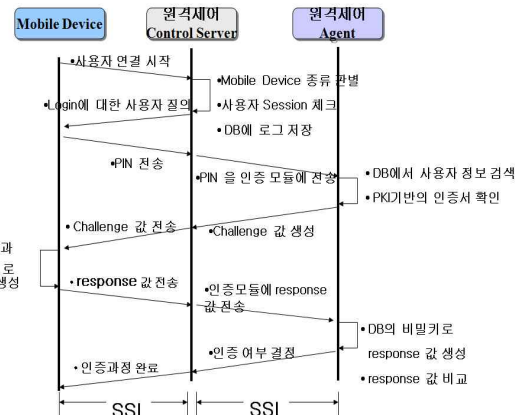 Mobile Device
원격제어
Control Server
원격제어
Agent
•사용자 연결 시작
•Mobile Device 종류 판별
•Login에 대한 사용자 질의
•사용자 Session 체크
• DB에 로그 저장
•PIN 전송
•PIN 을 인증 모듈에 전송
• DB에서 사용자 정보 검색
• PKI기반의 인증서 확인
• Challenge 값 전송
•Challenge 값 생성
과
로
생성
• response 값 전송
•인증모듈에 response
값 전송
• DB의 비밀키로
response 값 생성
• response 값 비교
•인증 여부 결정
• 인증과정 완료
SSL
SSL